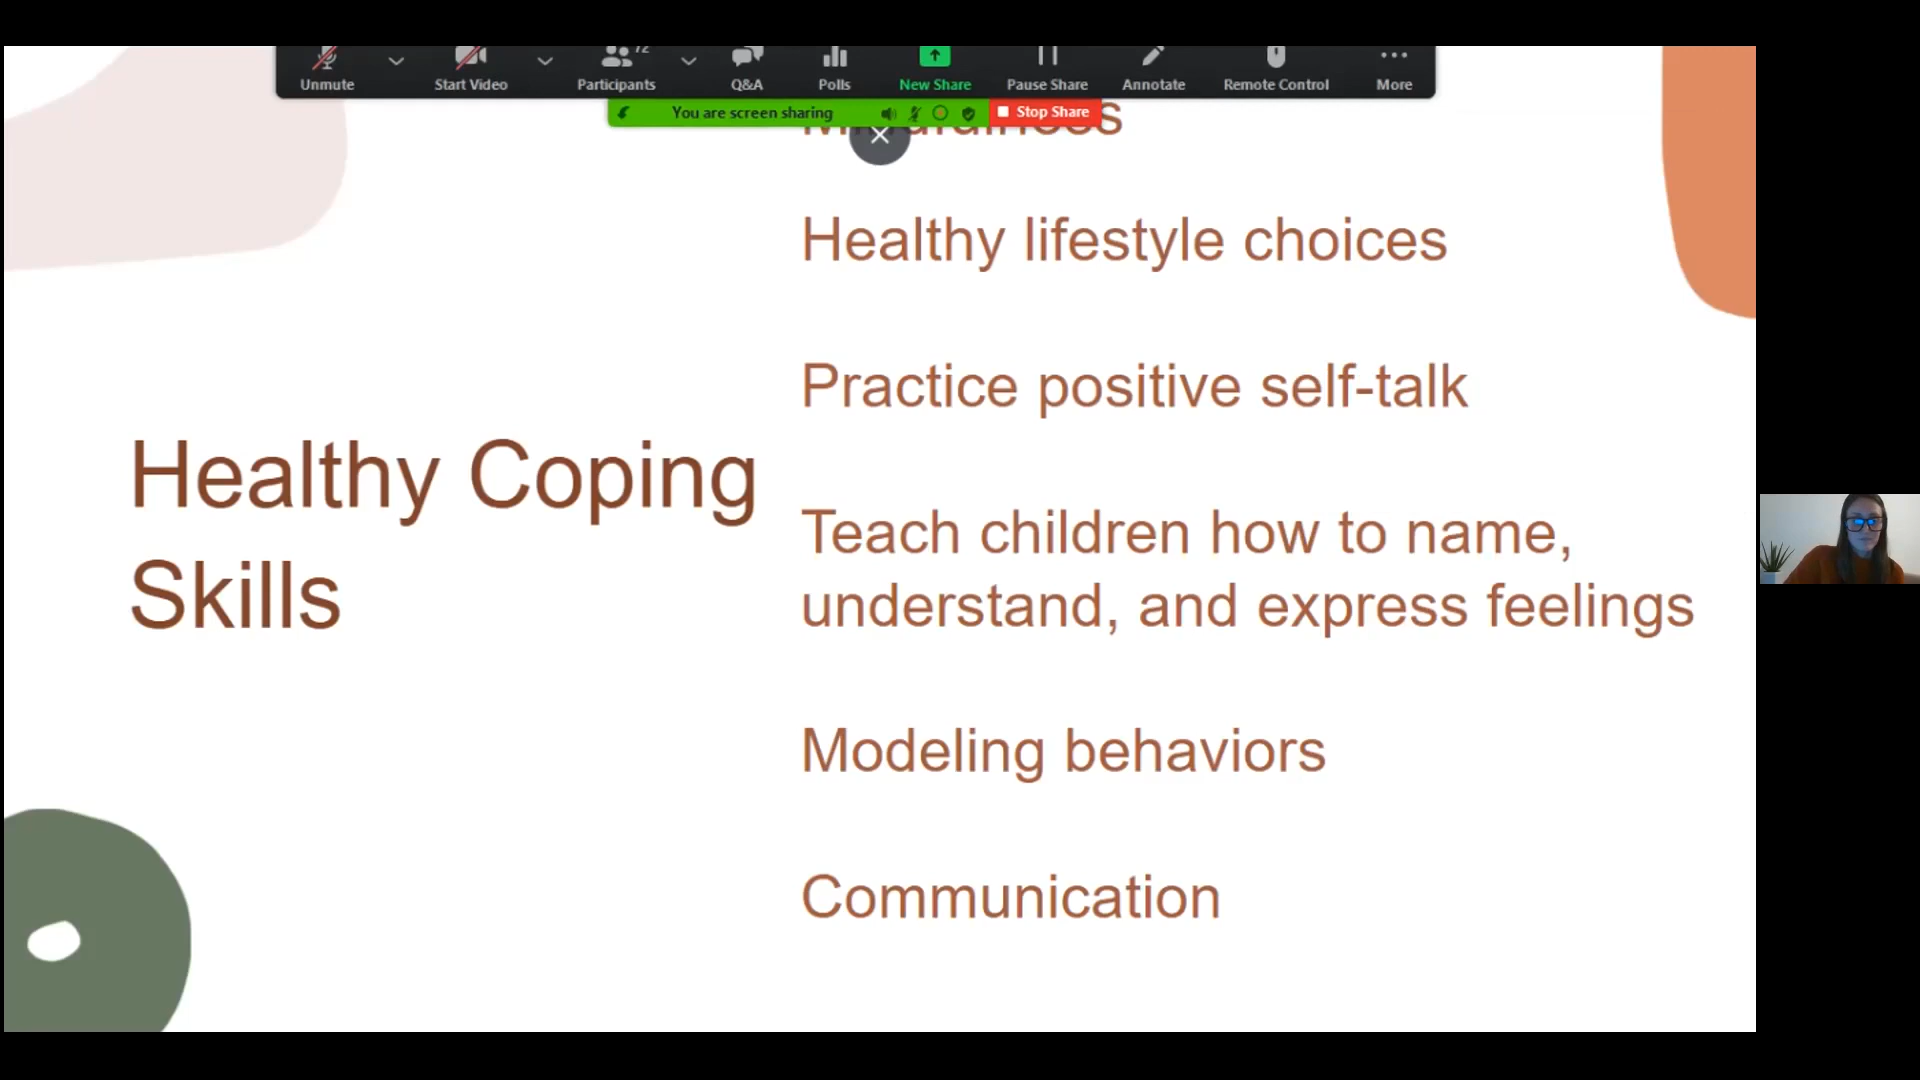 Unmute
Start Video
Participants
Q&A
Polls
New Share
Pause Share
Annotate
Remote Control
More
You are screen sharing
Stop Share
Healthy Coping
Skills
Healthy lifestyle choices
Practice positive self-talk
Teach children how to name,
understand, and express feelings
Modeling behaviors
Communication